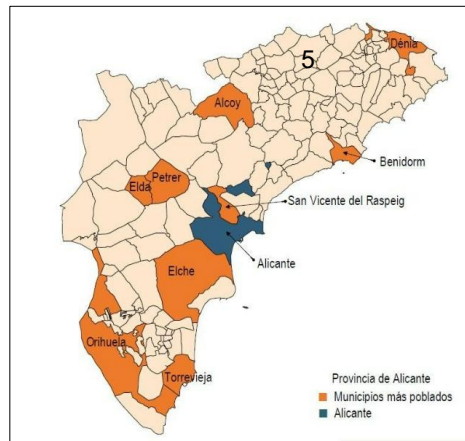 5
Dénia
Alcoy
Benidorm
Petrer
Elda
San Vicente del Raspeig
Alicante
Elche
Orihuela
Torrevieja
Provincia de Alicante
Municipios más poblados
Alicante